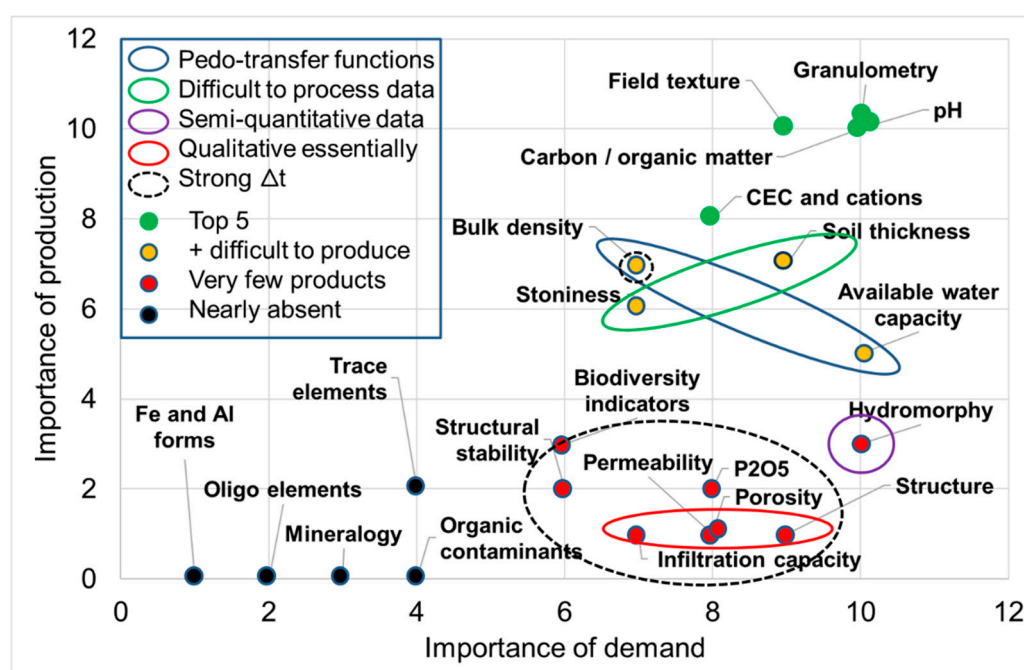 12
10
8
6
4
2
0
Importance of production
Pedo-transfer functions
Difficult to process data
Semi-quantitative data
Qualitative essentially
Strong Δt
Top 5
+ difficult to produce
Very few products
Nearly absent
Field texture
Granulometry
pH
Carbon / organic matter
CEC and cations
Bulk density
Soil thickness
Stoniness
Available water
capacity
Trace
elements
Biodiversity
indicators
Fe and Al
forms
Structural
stability
Hydromorphy
Permeability
P2O5
Oligo elements
Porosity
Structure
Mineralogy
Organic
contaminants
Infiltration capacity
0
2
4
6
8
10
12
Importance of demand